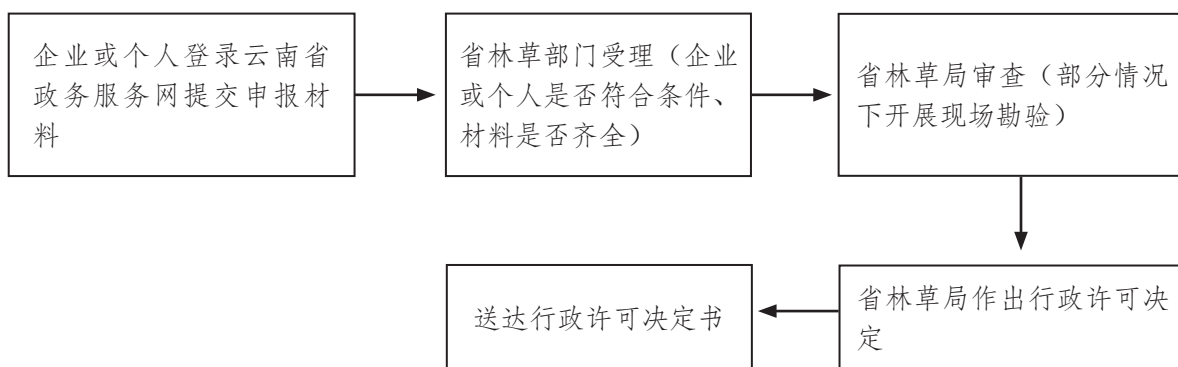 企业或个人登录云南省
政务服务网提交申报材
料
省林草部门受理（企业
或个人是否符合条件、
材料是否齐全）
省林草局审查（部分情况
下开展现场勘验）
省林草局作出行政许可决
定
送达行政许可决定书